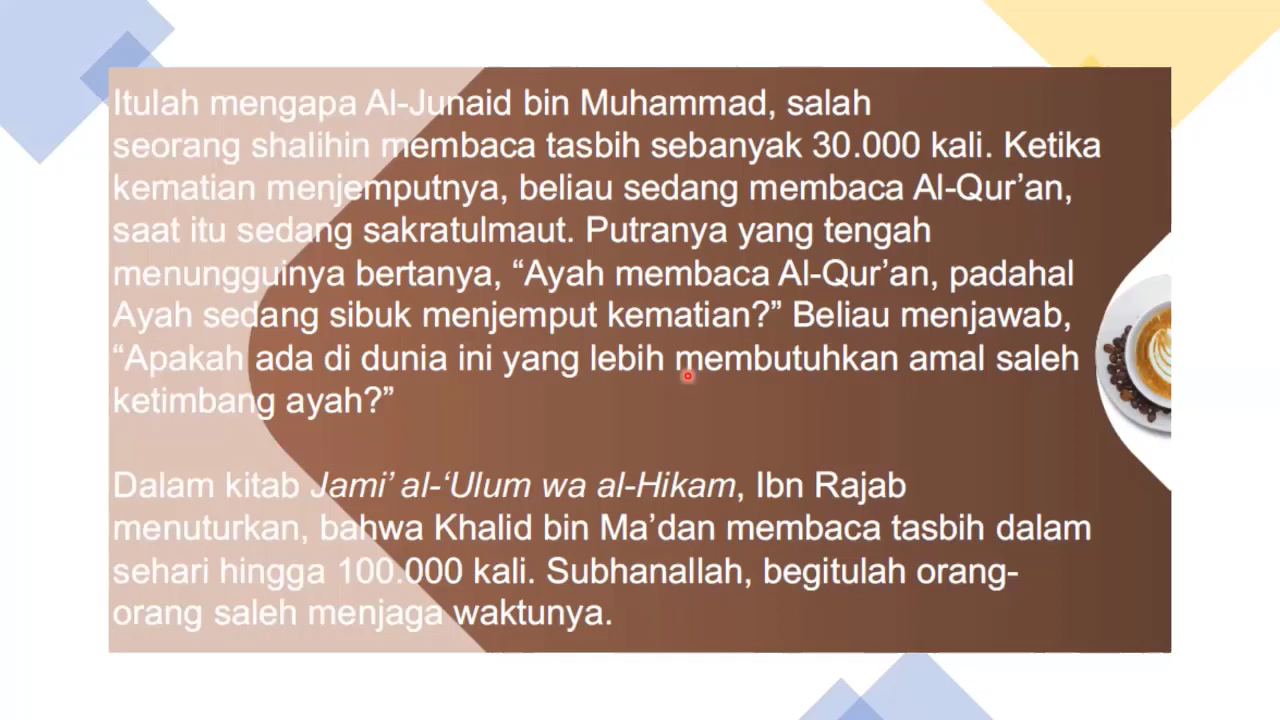 Itulah mengapa Al-Junaid bin Muhammad, salah
seorang shalihin membaca tasbih sebanyak 30.000 kali. Ketika
kematian menjemputnya, beliau sedang membaca Al-Qur’an,
saat itu sedang sakratulmaut. Putranya yang tengah
menungguinya bertanya, “Ayah membaca Al-Qur’an, padahal
Ayah sedang sibuk menjemput kematian?” Beliau menjawab,
“Apakah ada di dunia ini yang lebih membutuhkan amal saleh
ketimbang ayah?”
Dalam kitab Jami’ al-‘Ulum wa al-Hikam, Ibn Rajab
menuturkan, bahwa Khalid bin Ma’dan membaca tasbih dalam
sehari hingga 100.000 kali. Subhanallah, begitulah orang-
orang saleh menjaga waktunya.